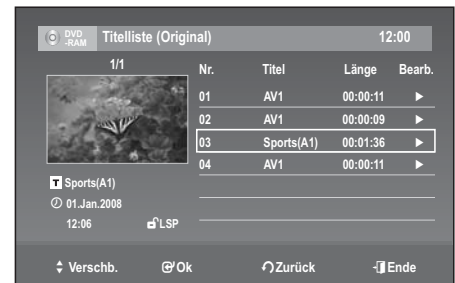 DVD-RAM Titelliste (Original) 12:00
1/1
Nr. Titel Länge Bearb.
01 AV1 00:00:11 ►
02 AV1 00:00:09 ►
03 Sports(A1) 00:01:36 ►
04 AV1 00:00:11 ►
T Sports(A1)
01.Jan.2008
12:06 LSP
Verschb. Ok Zurück Ende